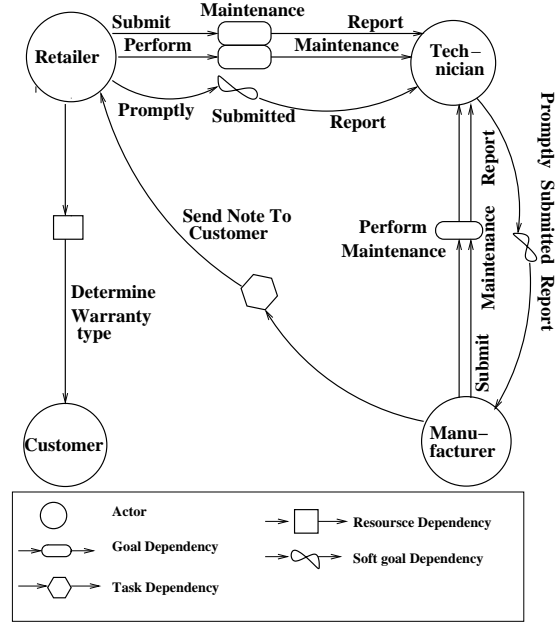 Maintenance
Submit
Report
Perform
Maintenance
Retailer
Tech-
nician
Promptly
Submitted
Report
Promptly Submitted Report
Report
Maintenance
Submit
Send Note To
Customer
Perform
Maintenance
Determine
Warranty
type
Customer
Manu-
facturer
Actor
Resoursce Dependency
Goal Dependency
Soft goal Dependency
Task Dependency